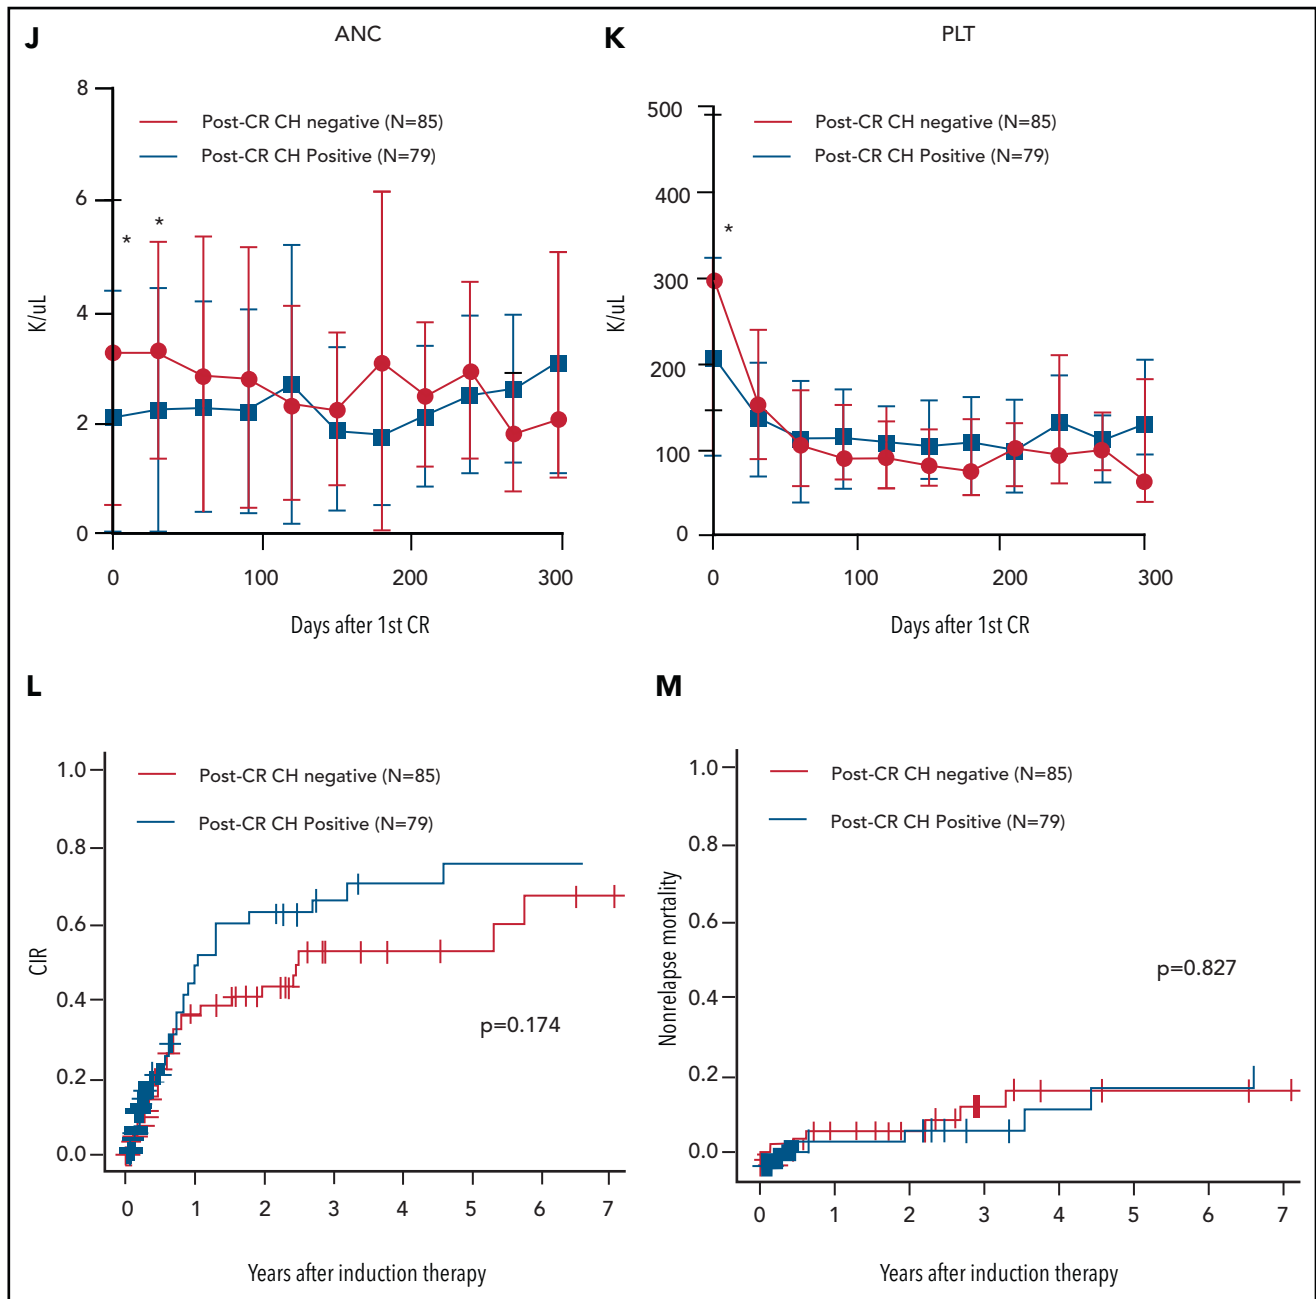 J
ANC
8
6
4
2
0
K/uL
Post-CR CH negative (N=85)
Post-CR CH Positive (N=79)
*
*
0
100
200
300
Days after 1st CR
K
PLT
500
400
300
200
100
0
K/uL
Post-CR CH negative (N=85)
Post-CR CH Positive (N=79)
*
0
100
200
300
Days after 1st CR
L
1.0
0.8
0.6
0.4
0.2
0.0
CIR
Post-CR CH negative (N=85)
Post-CR CH Positive (N=79)
p=0.174
0
1
2
3
4
5
6
7
Years after induction therapy
M
1.0
0.8
0.6
0.4
0.2
0.0
Nonrelapse mortality
Post-CR CH negative (N=85)
Post-CR CH Positive (N=79)
p=0.827
0
1
2
3
4
5
6
7
Years after induction therapy